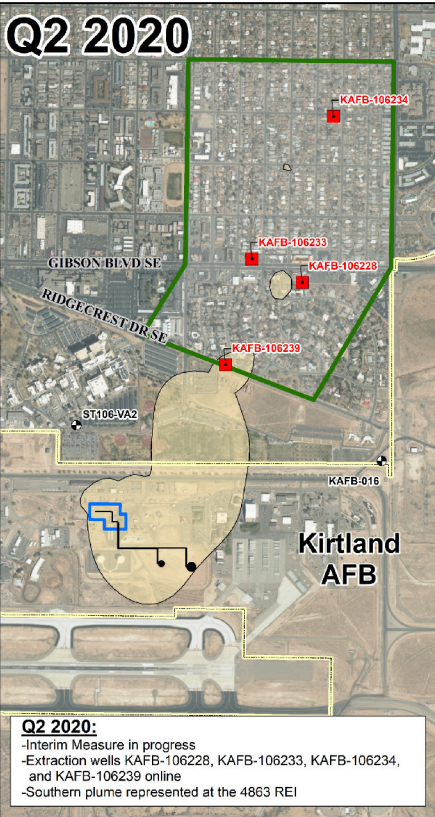 Q2 2020
KAFB-106234
KAFB-106233
GIBSON BLVD SE
KAFB-106228
RIDGECREST DR SE
KAFB-106239
ST106-VA2
KAFB-016
Kirtland
AFB
Q2 2020:
-Interim Measure in progress
-Extraction wells KAFB-106228, KAFB-106233, KAFB-106234,
and KAFB-106239 online
-Southern plume represented at the 4863 REI